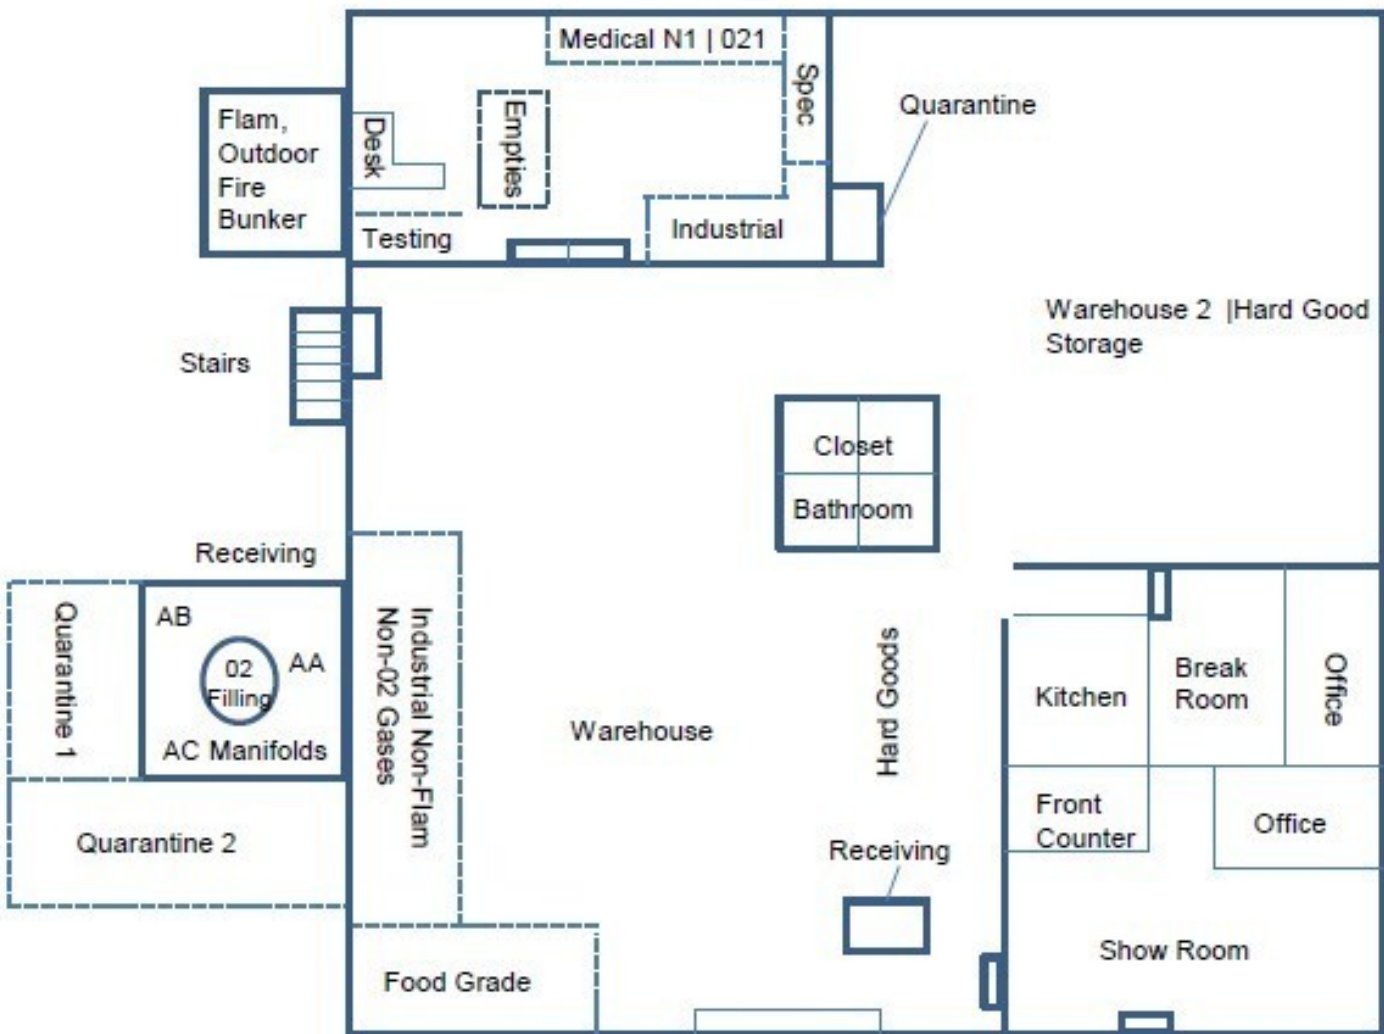 Medical N1 | 021
Spec
Quarantine
Flam,
Outdoor
Fire
Bunker
Desk
Empties
Testing
Industrial
Warehouse 2 |Hard Good
Storage
Stairs
Closet
Bathroom
Receiving
Quarantine 1
AB
02
Filling
AA
AC Manifolds
Industrial Non-Flam
Non-02 Gases
Warehouse
Hard Goods
Kitchen
Break
Room
Office
Quarantine 2
Front
Counter
Office
Receiving
Show Room
Food Grade